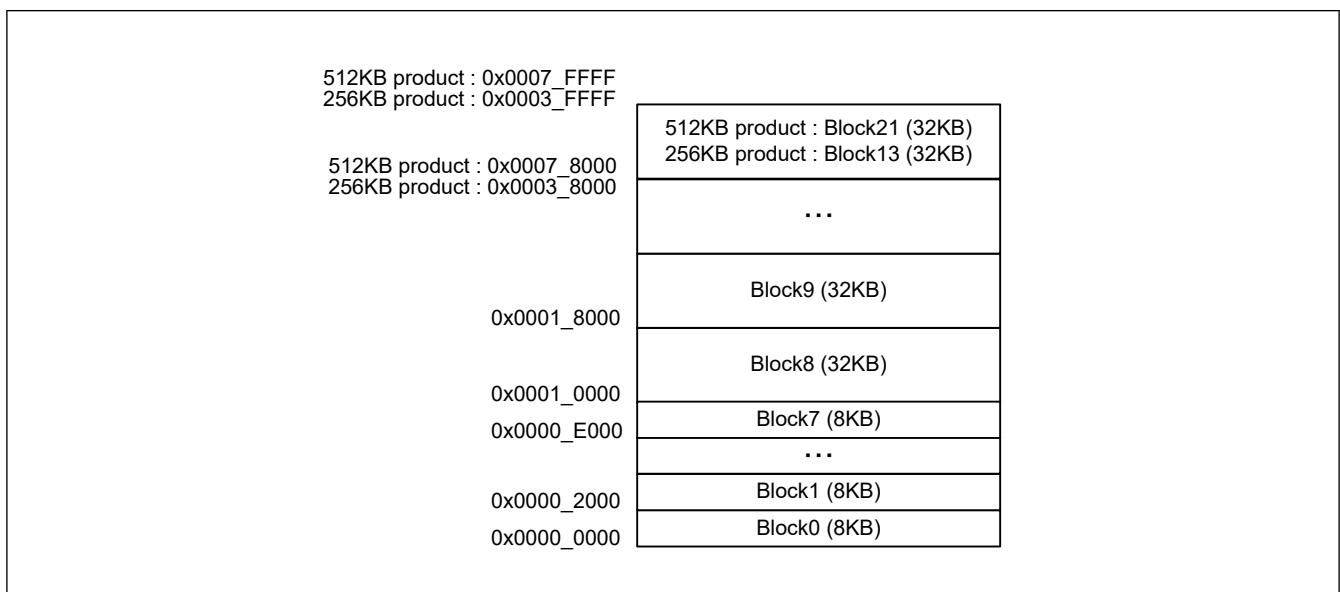 512KB product : 0x0007_FFFF
256KB product : 0x0003_FFFF
512KB product : Block21 (32KB)
256KB product : Block13 (32KB)
512KB product : 0x0007_8000
256KB product : 0x0003_8000
...
Block9 (32KB)
0x0001_8000
Block8 (32KB)
0x0001_0000
Block7 (8KB)
0x0000_E000
...
Block1 (8KB)
0x0000_2000
Block0 (8KB)
0x0000_0000